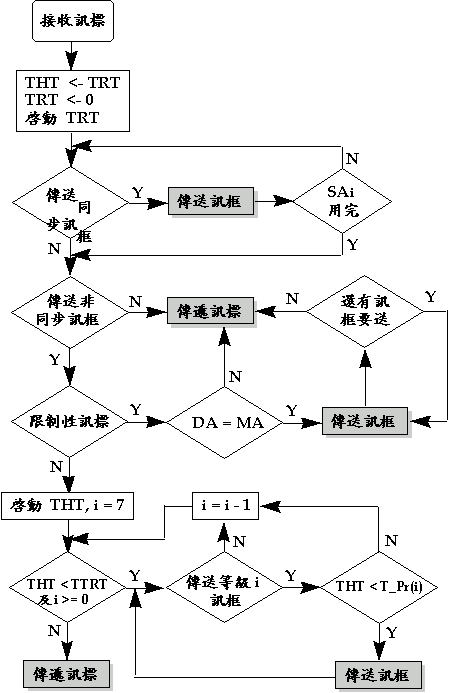 接收訊標
THT <- TRT
TRT <- 0
啓動 TRT
N
傳送同
步訊框
Y
傳送訊框
SAi
用完
N
Y
傳送非
同步訊框
N
傳遞訊標
N
還有訊
框要送
Y
Y
N
限制性訊標
Y
DA = MA
Y
傳送訊框
N
啓動 THT, i = 7
i = i - 1
N
N
THT < TTRT
及 i >= 0
Y
傳送等級 i
訊框
Y
THT < T_Pr(i)
N
Y
傳遞訊標
傳送訊框